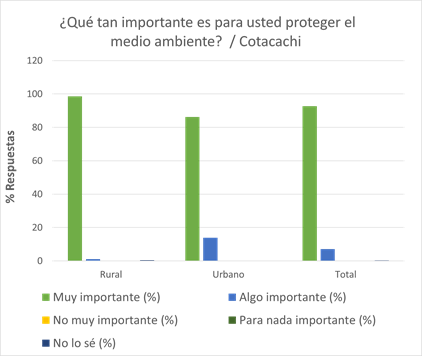 ¿Qué tan importante es para usted proteger el
medio ambiente?  / Cotacachi
% Respuestas
120
100
80
60
40
20
0
Rural Urbano Total
Muy importante (%) Algo importante (%)
No muy importante (%) Para nada importante (%)
No lo sé (%)